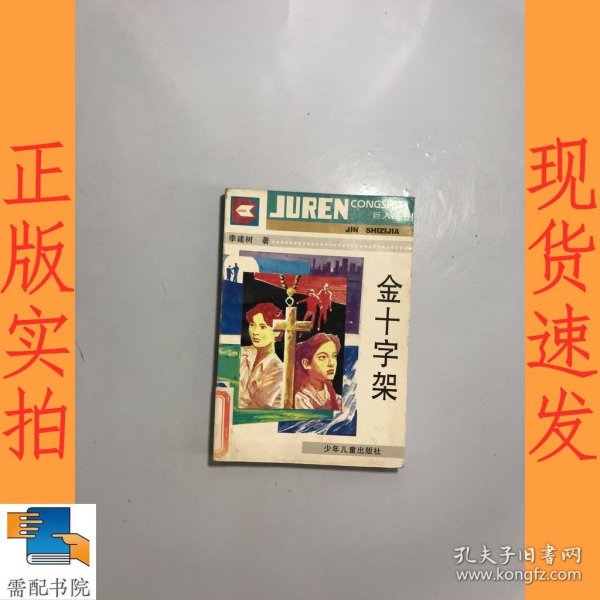 正版实拍
JUREN
CONGSHU
巨人丛书
JIN SHIZIJIA
李建树 著
金十字架
少年儿童出版社
现货速发
需配书院
孔夫子旧书网
www.kongfz.com